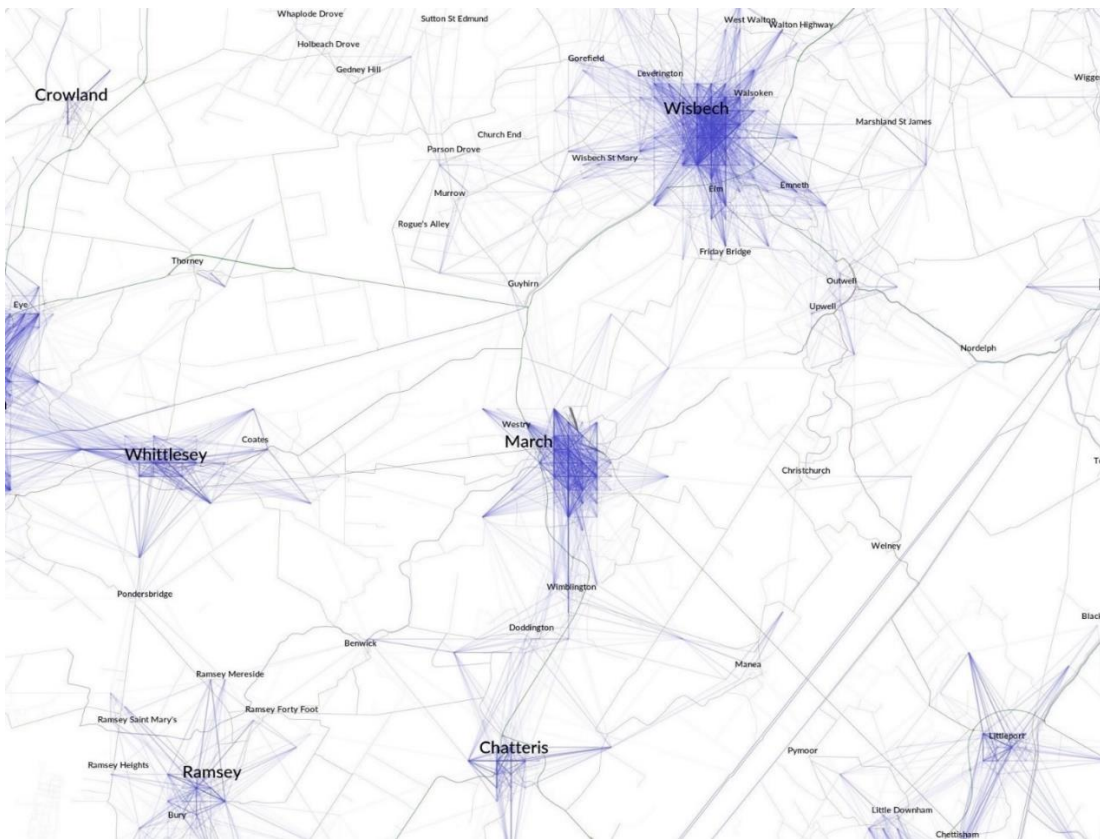 Whaplode Drove
Sutton St Edmund
West Walton
Walton Highway
Holbeach Drove
Gorefield
Gedney Hill
Leverington
Crowland
Walsoken
Wisbech
Marshland St James
Church End
Parson Drove
Wisbech St Mary
Elm
Emneth
Murrow
Rogue's Alley
Friday Bridge
Thorney
Guyhirn
Outwell
Eye
Upwell
Nordelph
Westry
March
Coates
Whittlesey
Christchurch
Welney
Wimblington
Pondersbridge
Doddington
Benwick
Manea
Ramsey Mereside
Ramsey Forty Foot
Ramsey Saint Mary's
Littleport
Chatteris
Pymoor
Ramsey Heights
Ramsey
Little Downham
Bury
Chettisham